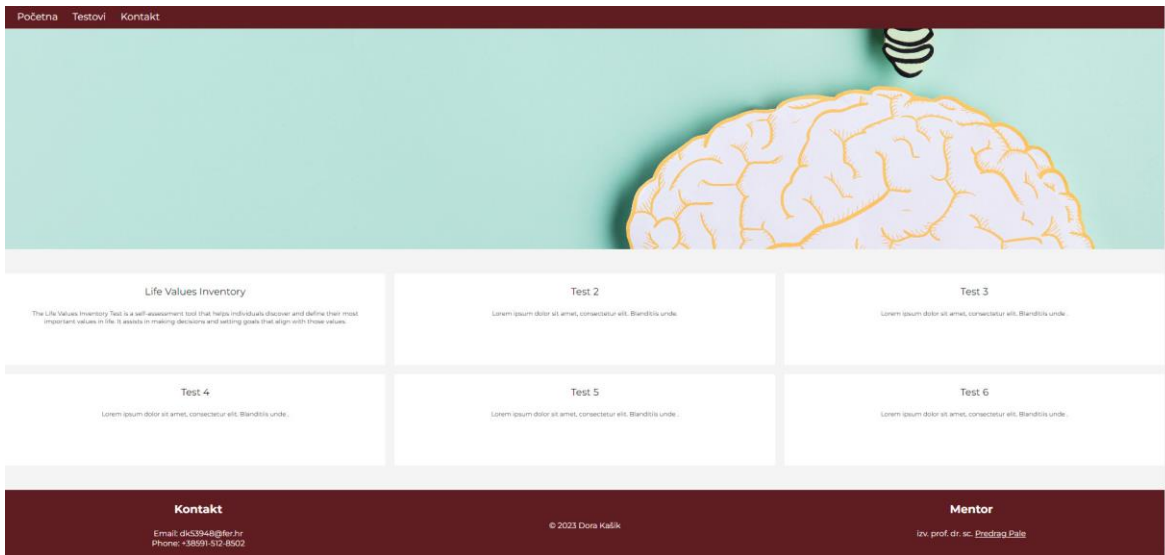 Početna Testovi Kontakt
Life Values Inventory
The Life Values Inventory Test is a self-assessment tool that helps individuals discover and define their most
important values in life. It assists in making decisions and setting goals that align with those values.
Test 2
Lorem ipsum dolor sit amet, consectetur elit. Blanditiis unde.
Test 3
Lorem ipsum dolor sit amet, consectetur elit. Blanditiis unde .
Test 4
Lorem ipsum dolor sit amet, consectetur elit. Blanditiis unde .
Test 5
Lorem ipsum dolor sit amet, consectetur elit. Blanditiis unde .
Test 6
Lorem ipsum dolor sit amet, consectetur elit. Blanditiis unde .
Kontakt
Email: dk53948@fer.hr
Phone: +38591-512-8502
© 2023 Dora Kašik
Mentor
izv. prof. dr. sc. Predrag Pale